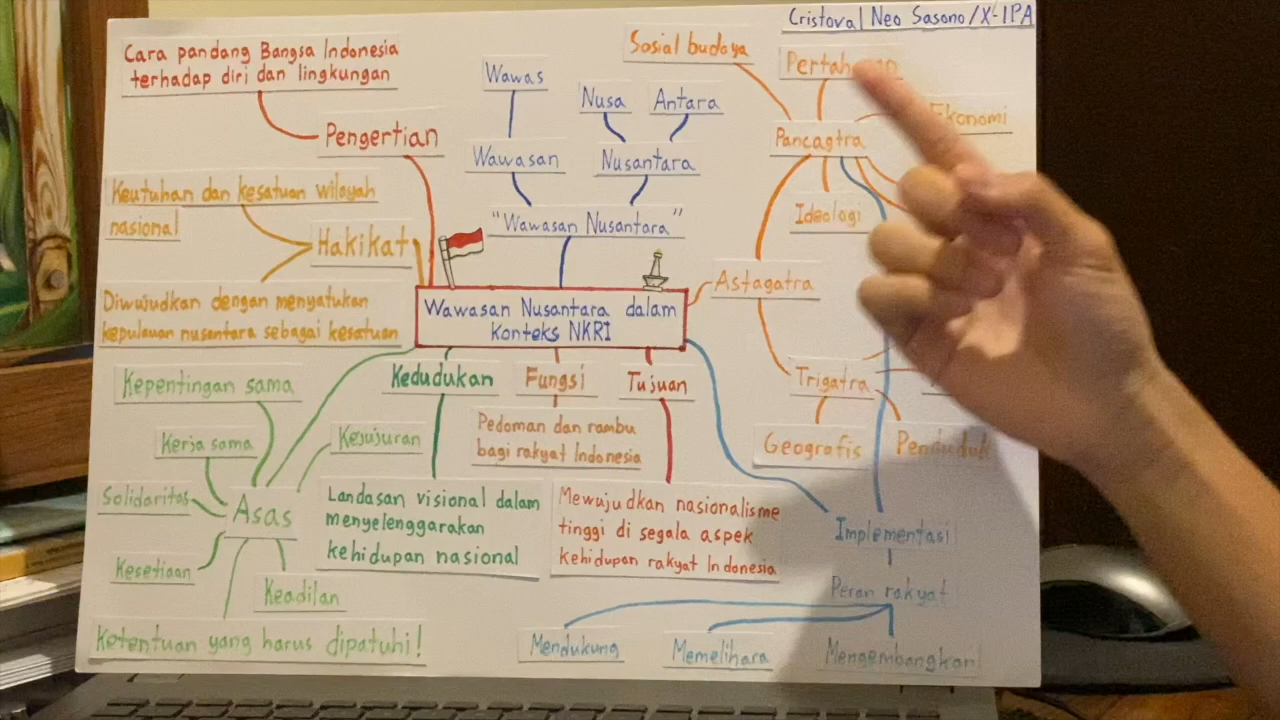 Cristoval Neo Sasono/X-IPA
Cara pandang Bangsa Indonesia
terhadap diri dan lingkungan
Pengertian
Keutuhan dan kesatuan wilayah
nasional
Hakikat
Diwujudkan dengan menyatukan
kepulauan nusantara sebagai kesatuan
Wawas
Nusa
Antara
Wawasan
Nusantara
"Wawasan Nusantara"
Sosial budaya
Ekonomi
Pancagtra
Ideologi
Astagatra
Trigatra
Geografis
Penduduk
Wawasan Nusantara dalam
Konteks NKRI
Kedudukan
Fungsi
Tujuan
Pedoman dan rambu
bagi rakyat Indonesia
Landasan visional dalam
menyelenggarakan
kehidupan nasional
Mewujudkan nasionalisme
tinggi di segala aspek
kehidupan rakyat Indonesia
Kepentingan sama
Kerja sama
Kejujuran
Solidaritas
Asas
Kesetiaan
Keadilan
Ketentuan yang harus dipatuhi!
Implementasi
Peran rakyat
Mendukung
Memelihara
Mengembangkan